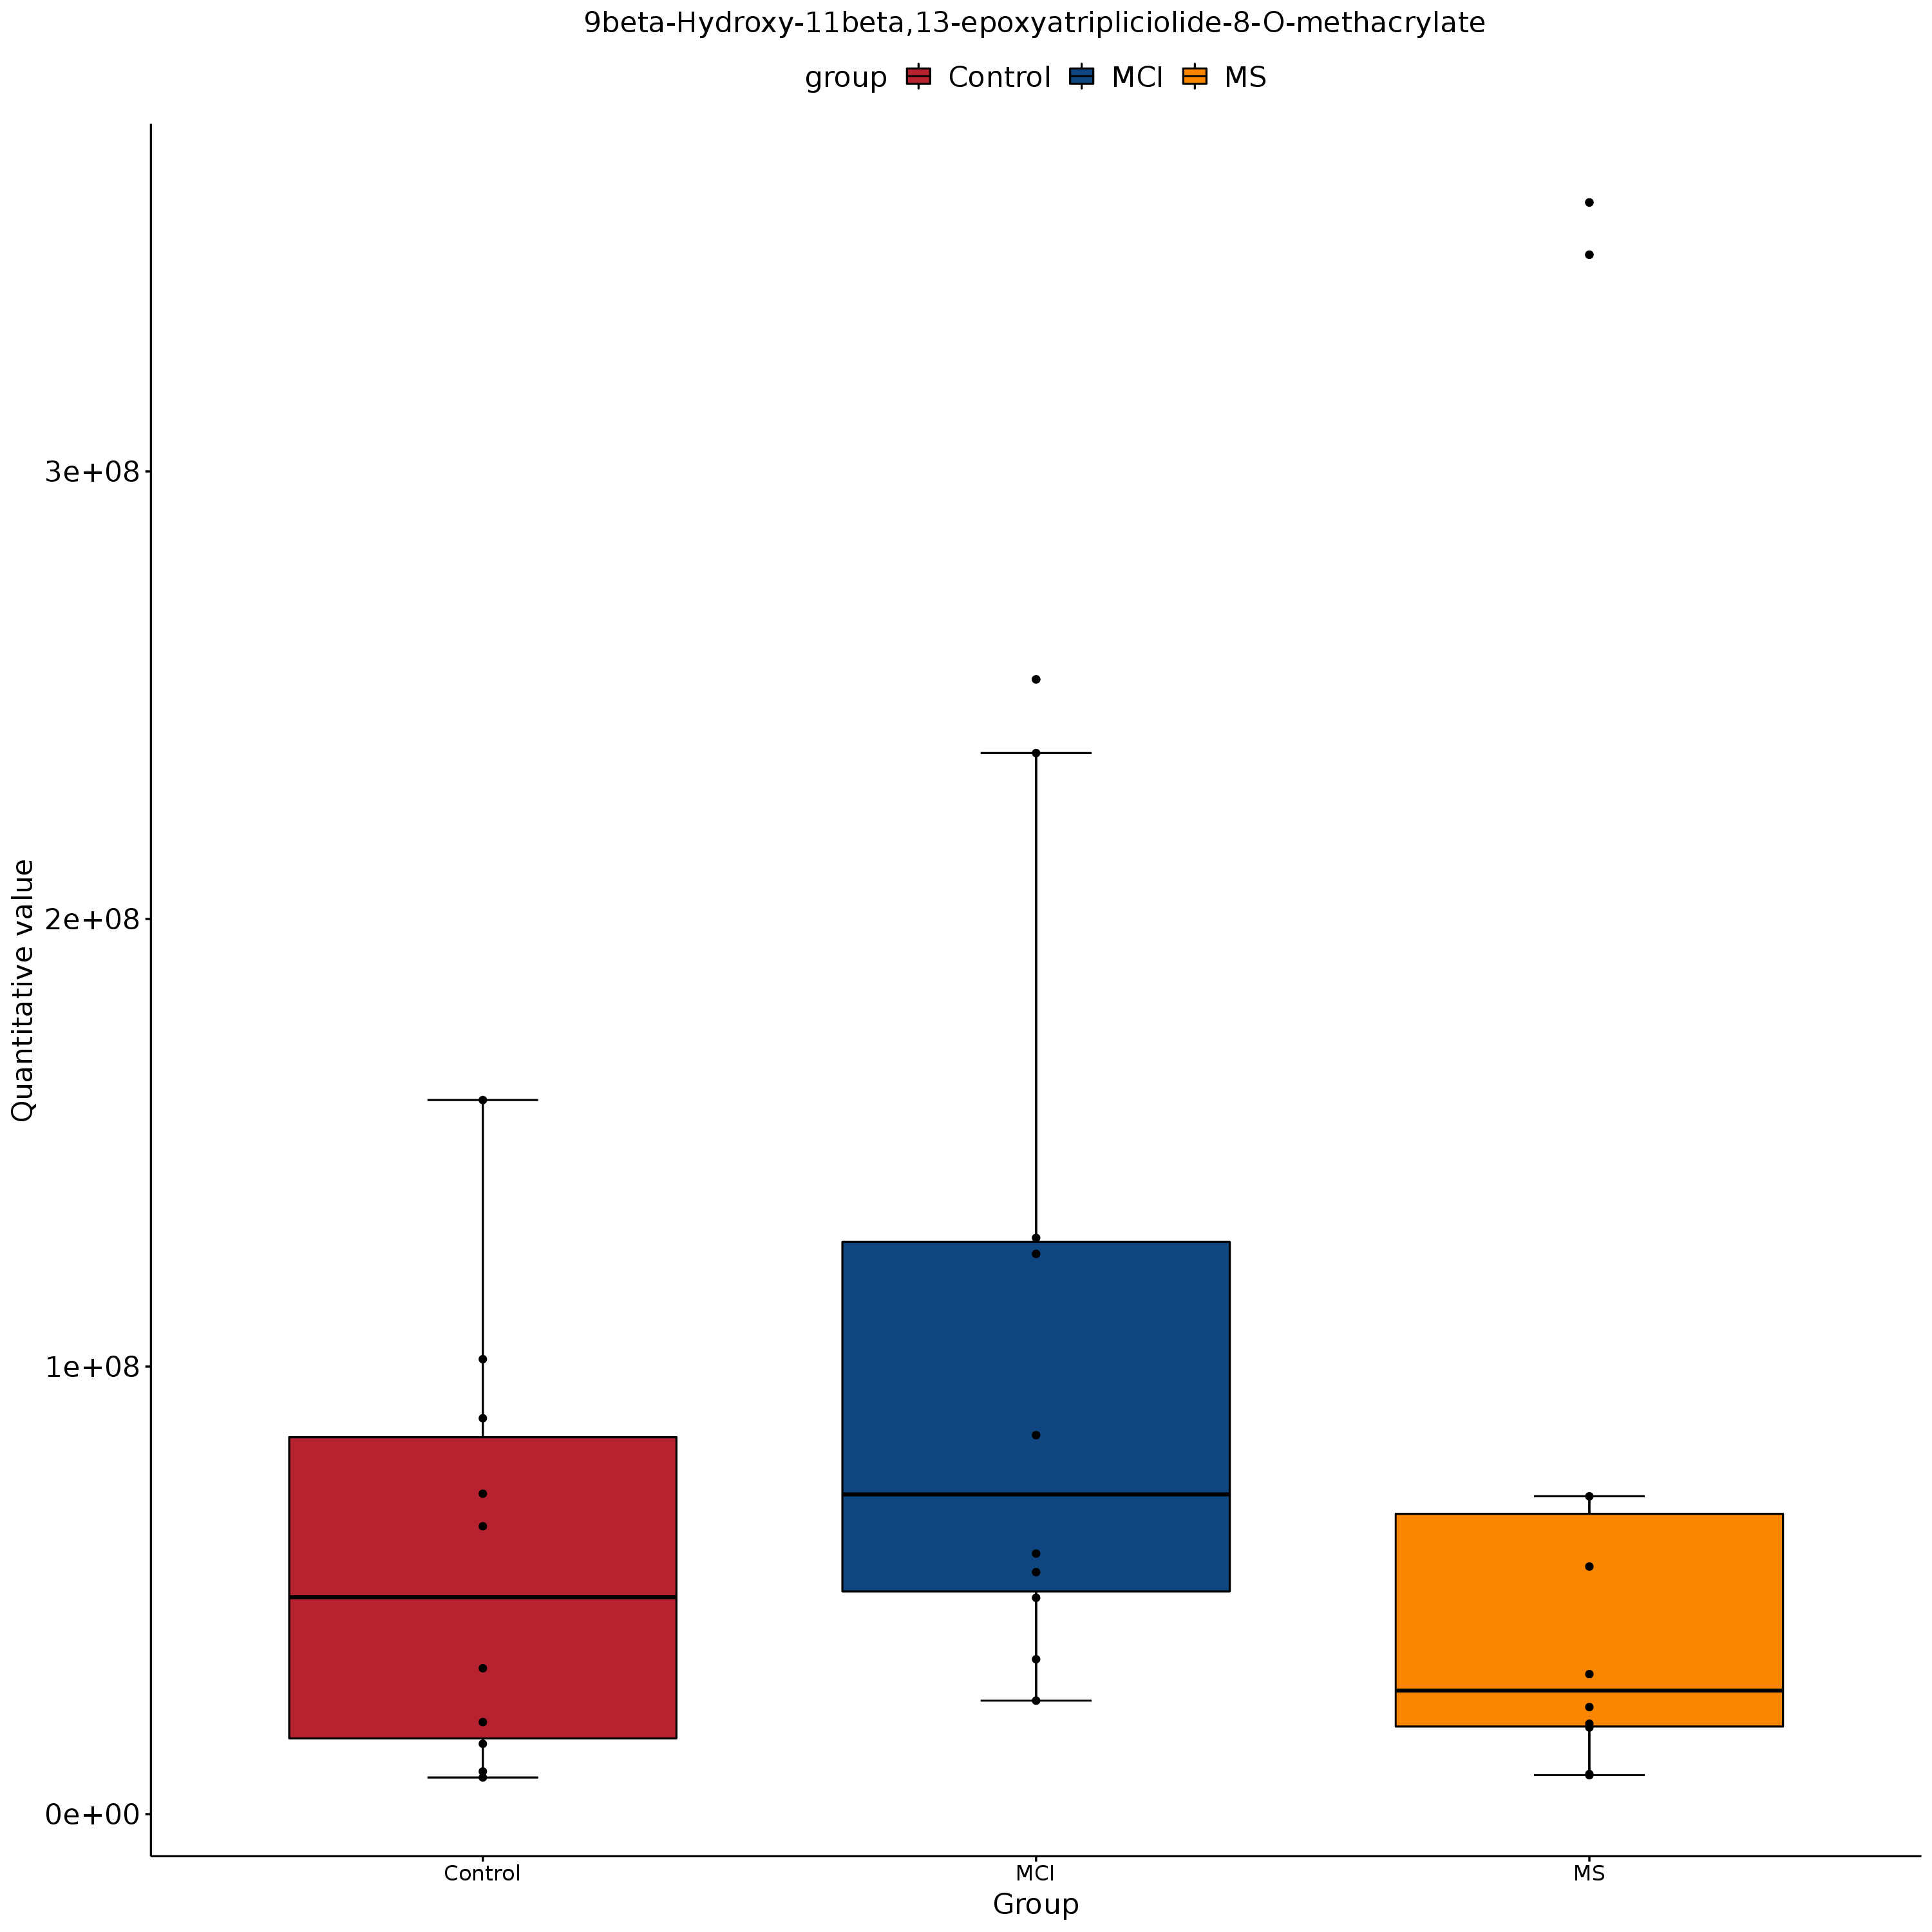 9beta-Hydroxy-11beta,13-epoxyatripliciolide-8-O-methacrylate
group Control MCI MS
3e+08
2e+08
1e+08
0e+00
Quantitative value
Control MCI MS
Group